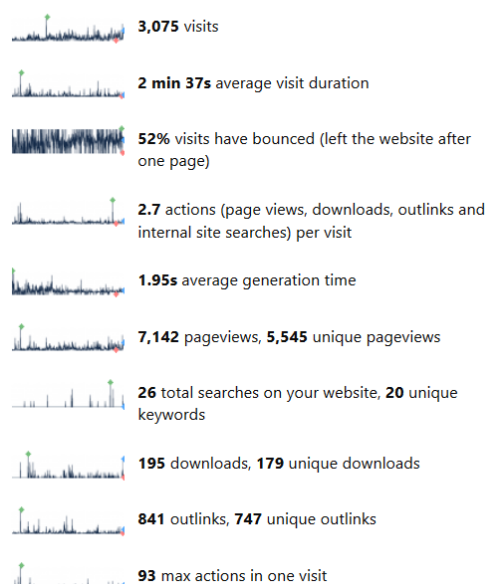 3,075 visits
2 min 37s average visit duration
52% visits have bounced (left the website after
one page)
2.7 actions (page views, downloads, outlinks and
internal site searches) per visit
1.95s average generation time
7,142 pageviews, 5,545 unique pageviews
26 total searches on your website, 20 unique
keywords
195 downloads, 179 unique downloads
841 outlinks, 747 unique outlinks
93 max actions in one visit